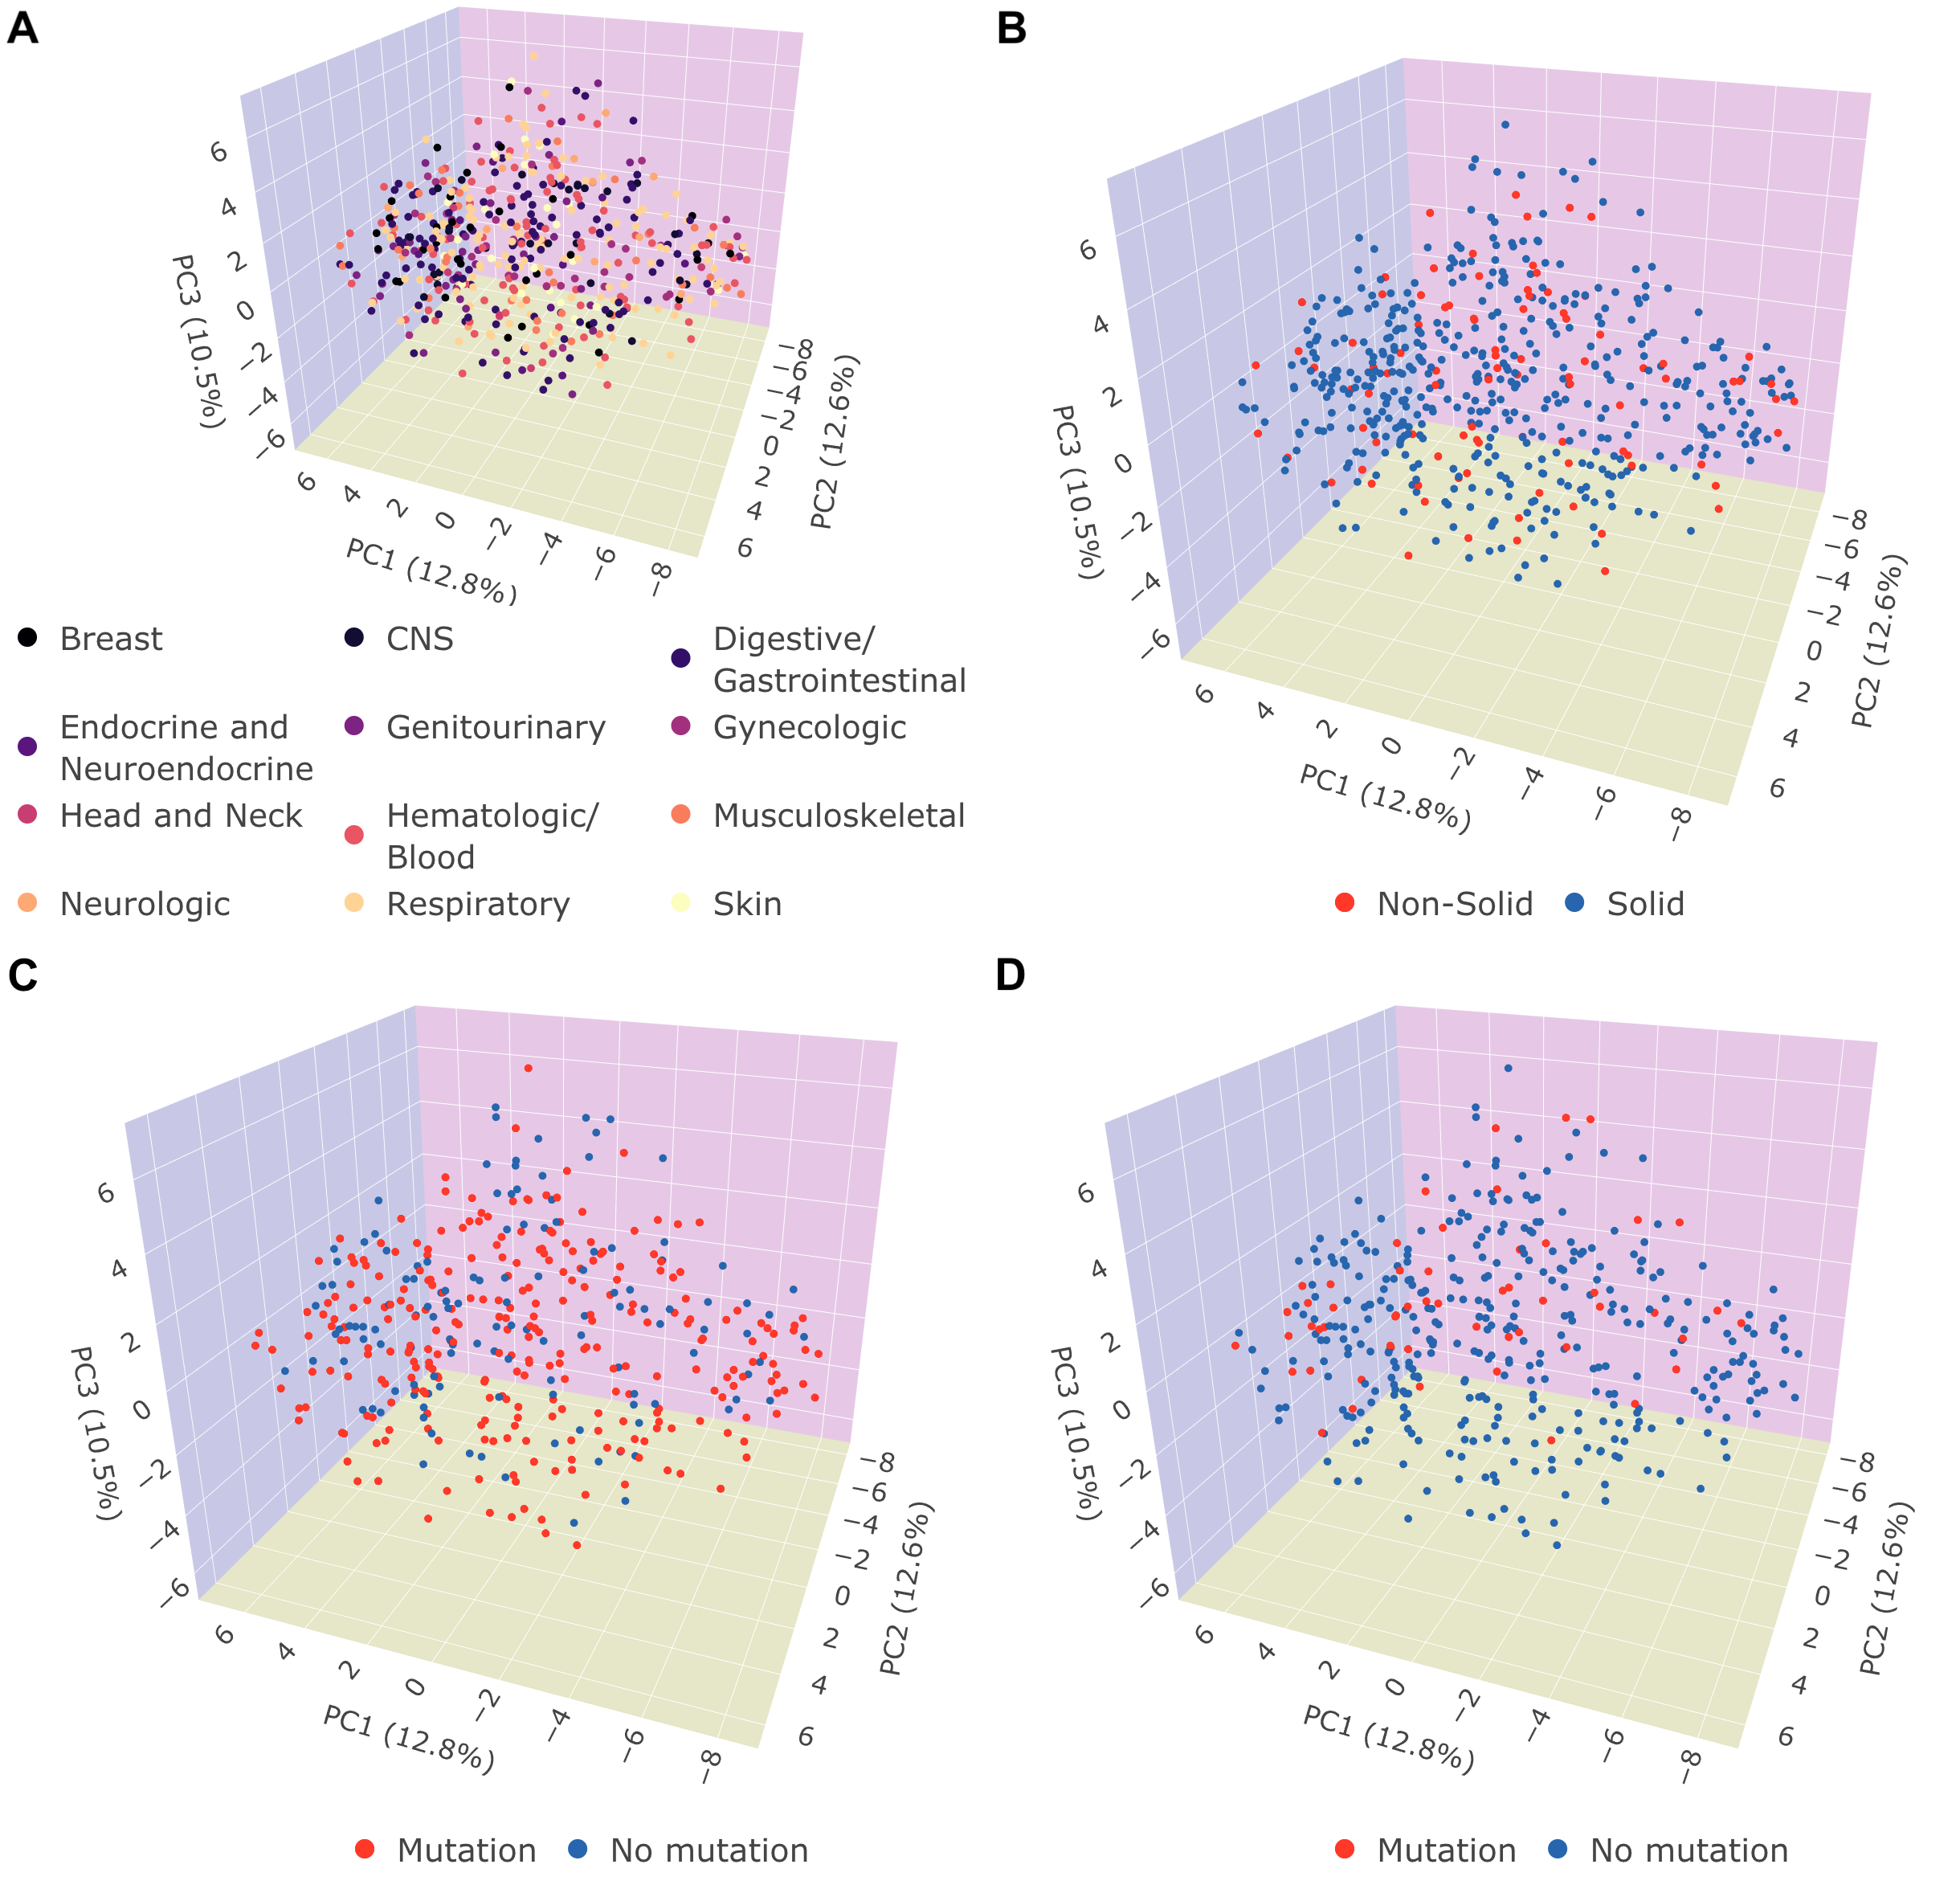 A
6
4
2
0
−2
−4
−6
PC3 (10.5%)
6
4
2
0
−2
−4
−6
−8
PC1 (12.8%)
−8
−6
−4
−2
0
2
4
6
PC2 (12.6%)
Breast
CNS
Digestive/
Gastrointestinal
Endocrine and
Neuroendocrine
Genitourinary
Gynecologic
Head and Neck
Hematologic/
Blood
Musculoskeletal
Neurologic
Respiratory
Skin
B
6
4
2
0
−2
−4
−6
PC3 (10.5%)
6
4
2
0
−2
−4
−6
−8
PC1 (12.8%)
−8
−6
−4
−2
0
2
4
6
PC2 (12.6%)
Non-Solid
Solid
C
6
4
2
0
−2
−4
−6
PC3 (10.5%)
6
4
2
0
−2
−4
−6
−8
PC1 (12.8%)
−8
−6
−4
−2
0
2
4
6
PC2 (12.6%)
Mutation
No mutation
D
6
4
2
0
−2
−4
−6
PC3 (10.5%)
6
4
2
0
−2
−4
−6
−8
PC1 (12.8%)
−8
−6
−4
−2
0
2
4
6
PC2 (12.6%)
Mutation
No mutation